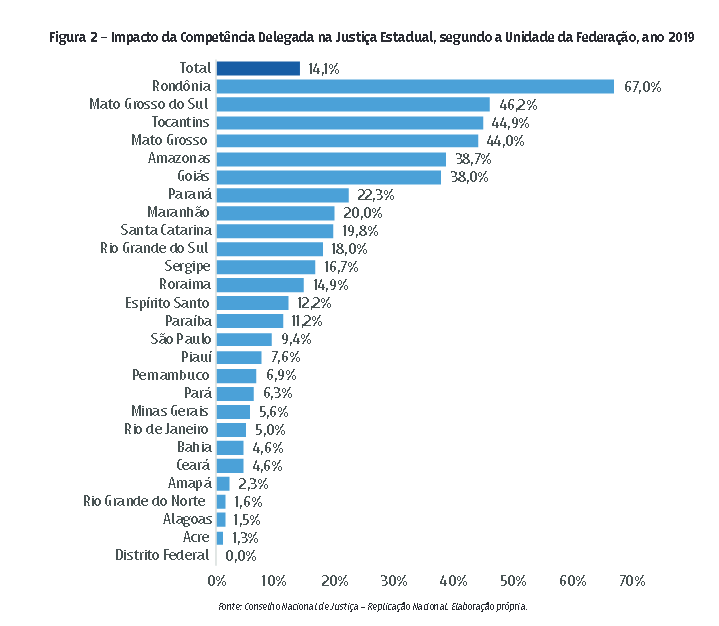 Figura 2 – Impacto da Competência Delegada na Justiça Estadual, segundo a Unidade da Federação, ano 2019
Total 14,1%
Rondônia 67,0%
Mato Grosso do Sul 46,2%
Tocantins 44,9%
Mato Grosso 44,0%
Amazonas 38,7%
Goiás 38,0%
Paraná 22,3%
Maranhão 20,0%
Santa Catarina 19,8%
Rio Grande do Sul 18,0%
Sergipe 16,7%
Roraima 14,9%
Espírito Santo 12,2%
Paraíba 11,2%
São Paulo 9,4%
Piauí 7,6%
Pernambuco 6,9%
Pará 6,3%
Minas Gerais 5,6%
Rio de Janeiro 5,0%
Bahia 4,6%
Ceará 4,6%
Amapá 2,3%
Rio Grande do Norte 1,6%
Alagoas 1,5%
Acre 1,3%
Distrito Federal 0,0%
0% 10% 20% 30% 40% 50% 60% 70%
Fonte: Conselho Nacional de Justiça – Replicação Nacional. Elaboração própria.